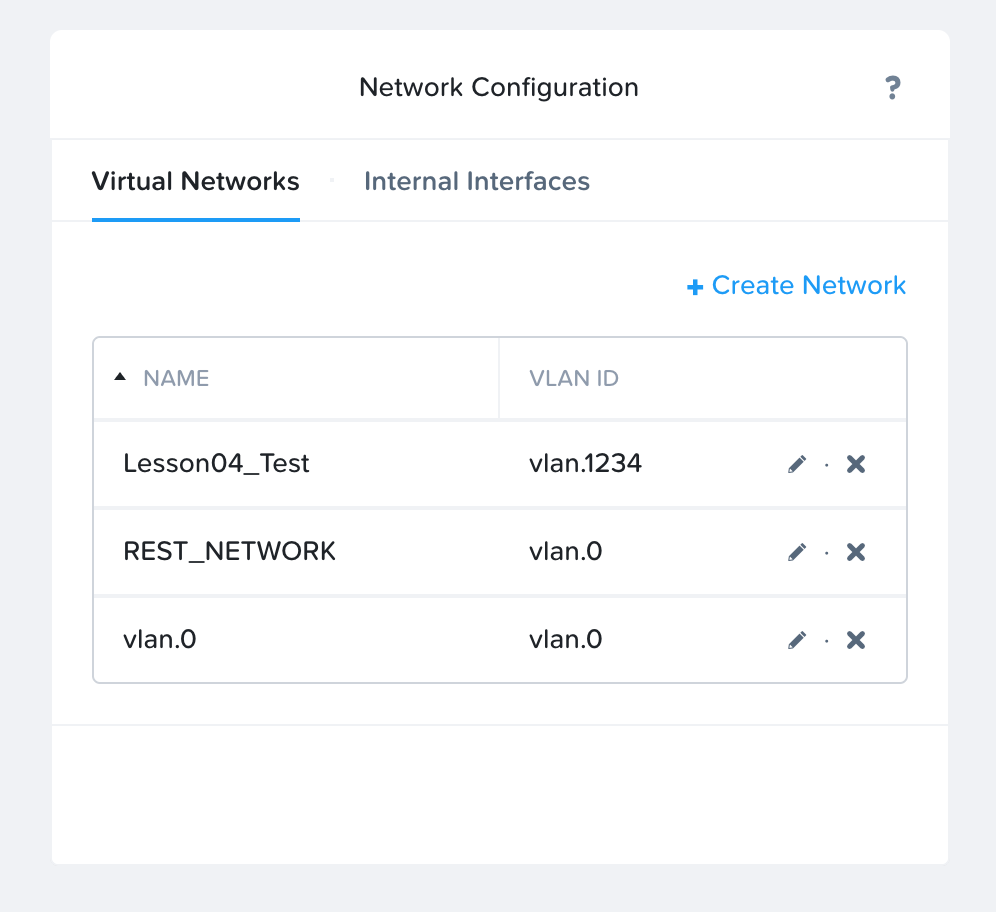 Network Configuration ?
Virtual Networks · Internal Interfaces
+ Create Network
NAME VLAN ID
Lesson04_Test vlan.1234
REST_NETWORK vlan.0
vlan.0 vlan.0